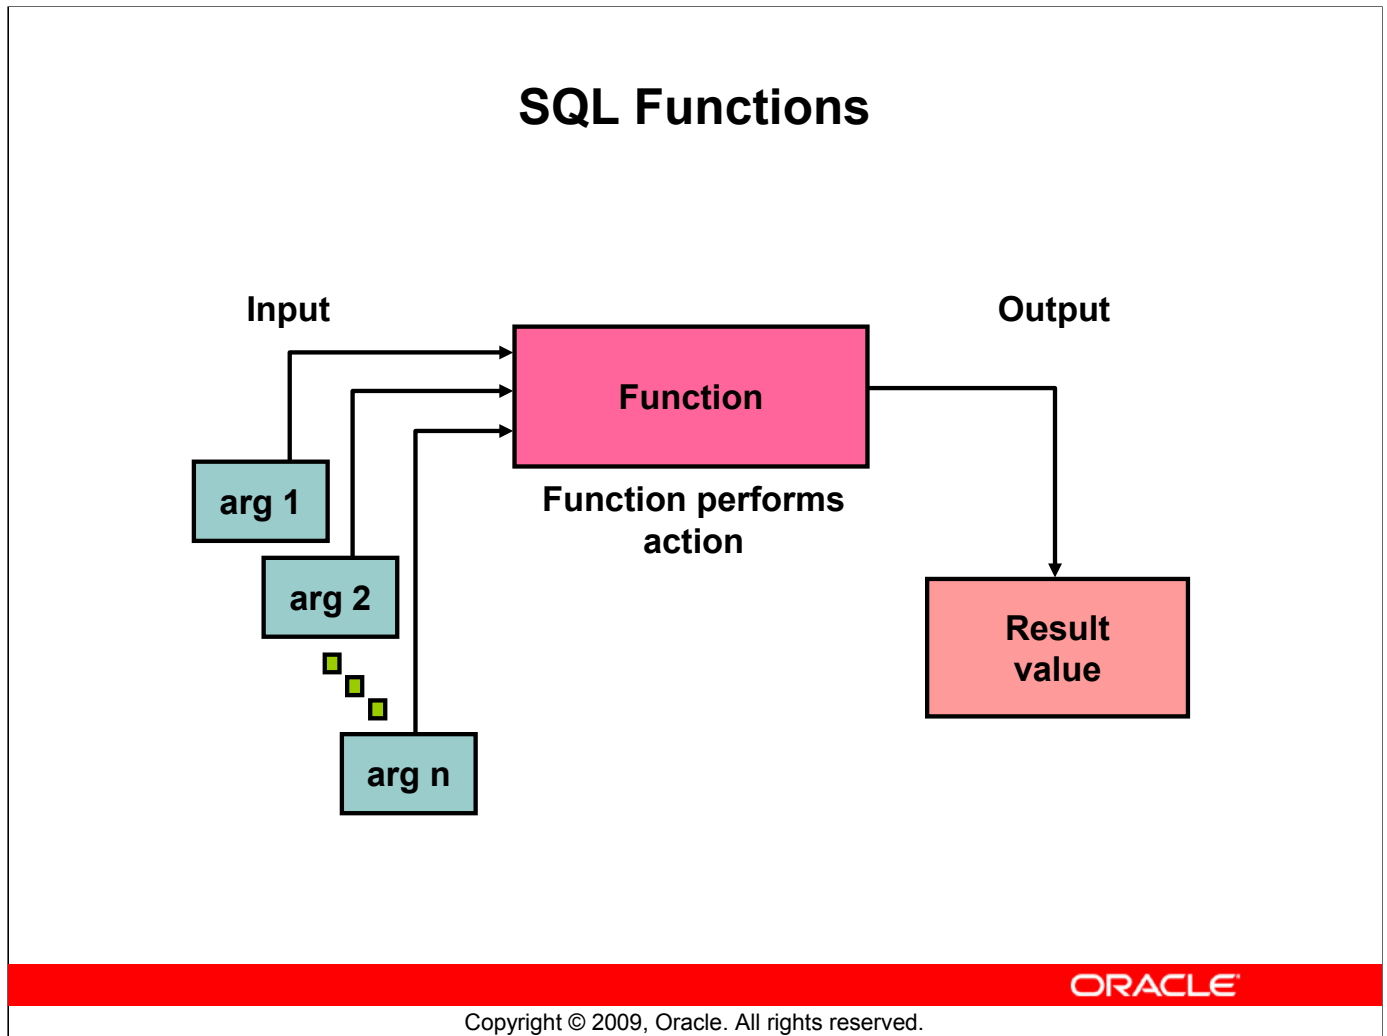 SQL Functions
Input
Output
Function
arg 1
Function performs
action
arg 2
Result
value
arg n
ORACLE
Copyright © 2009, Oracle. All rights reserved.